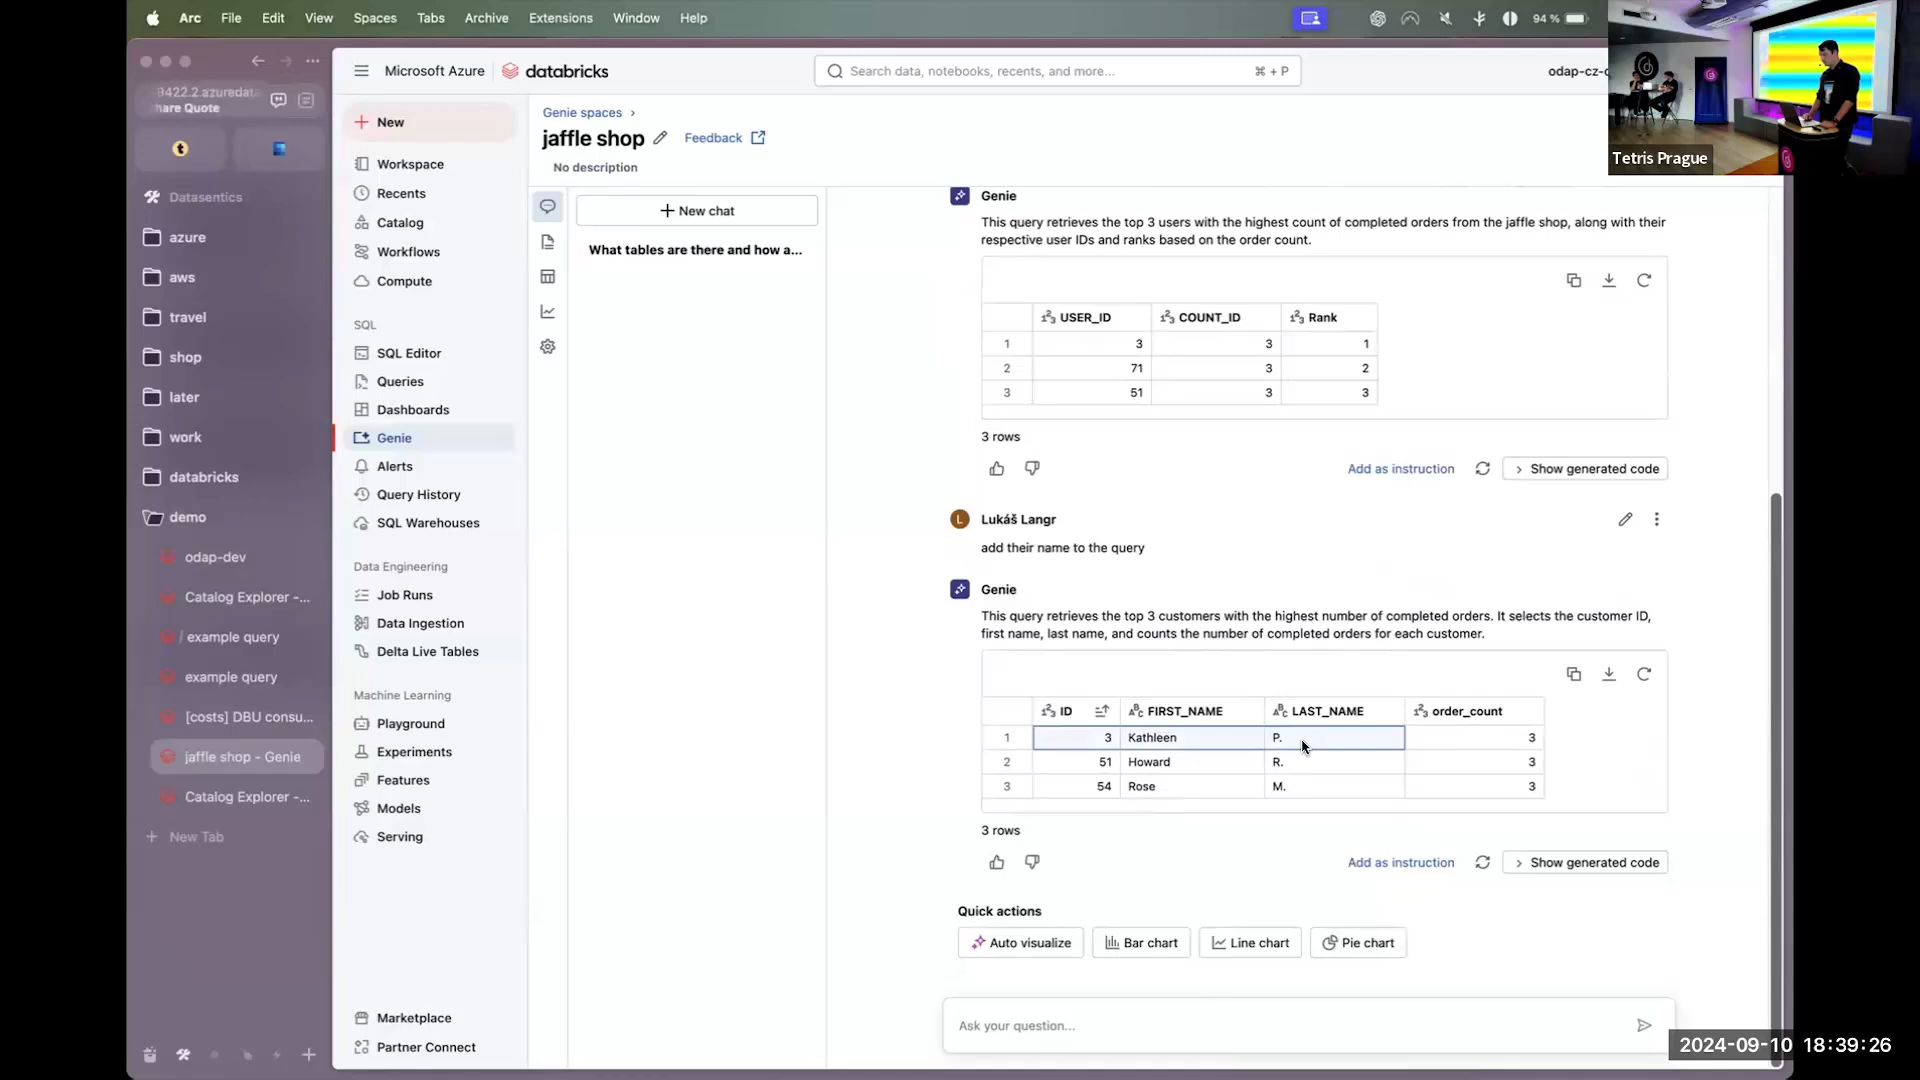 Arc File Edit View Spaces Tabs Archive Extensions Window Help
94 %
Tetris Prague
hare Quote
Datasentics
azure
aws
travel
shop
later
work
databricks
demo
odap-dev
Catalog Explorer -...
/ example query
example query
[costs] DBU consu...
jaffle shop - Genie
Catalog Explorer -...
+ New Tab
Microsoft Azure databricks
Search data, notebooks, recents, and more... ⌘ + P
odap-cz-
New
Workspace
Recents
Catalog
Workflows
Compute
SQL
SQL Editor
Queries
Dashboards
Genie
Alerts
Query History
SQL Warehouses
Data Engineering
Job Runs
Data Ingestion
Delta Live Tables
Machine Learning
Playground
Experiments
Features
Models
Serving
Marketplace
Partner Connect
Genie spaces ›
jaffle shop Feedback
No description
+ New chat
What tables are there and how a...
Genie
This query retrieves the top 3 users with the highest count of completed orders from the jaffle shop, along with their
respective user IDs and ranks based on the order count.
USER_ID COUNT_ID Rank
1 3 3 1
2 71 3 2
3 51 3 3
3 rows
Add as instruction Show generated code
L Lukáš Langr
add their name to the query
Genie
This query retrieves the top 3 customers with the highest number of completed orders. It selects the customer ID,
first name, last name, and counts the number of completed orders for each customer.
ID FIRST_NAME LAST_NAME order_count
1 3 Kathleen P. 3
2 51 Howard R. 3
3 54 Rose M. 3
3 rows
Add as instruction Show generated code
Quick actions
Auto visualize Bar chart Line chart Pie chart
Ask your question...
2024-09-10 18:39:26